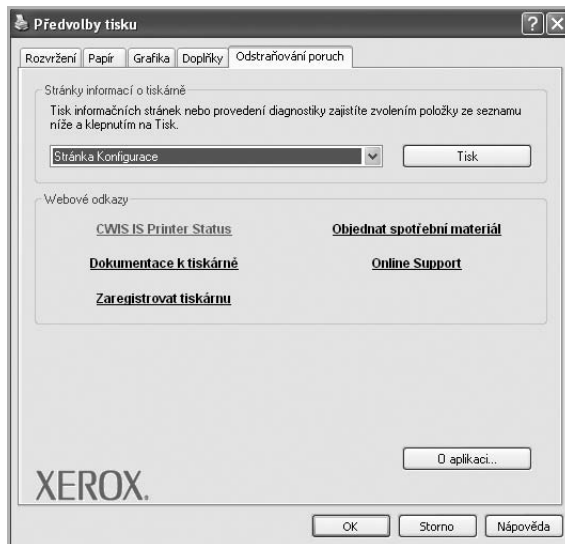 Předvolby tisku
Rozvržení Papír Grafika Doplňky Odstraňování poruch
Stránky informací o tiskárně
Tisk informačních stránek nebo provedení diagnostiky zajistíte zvolením položky ze seznamu
níže a klepnutím na Tisk.
Stránka Konfigurace Tisk
Webové odkazy
CWIS IS Printer Status Objednat spotřební materiál
Dokumentace k tiskárně Online Support
Zaregistrovat tiskárnu
O aplikaci...
XEROX.
OK Storno Nápověda